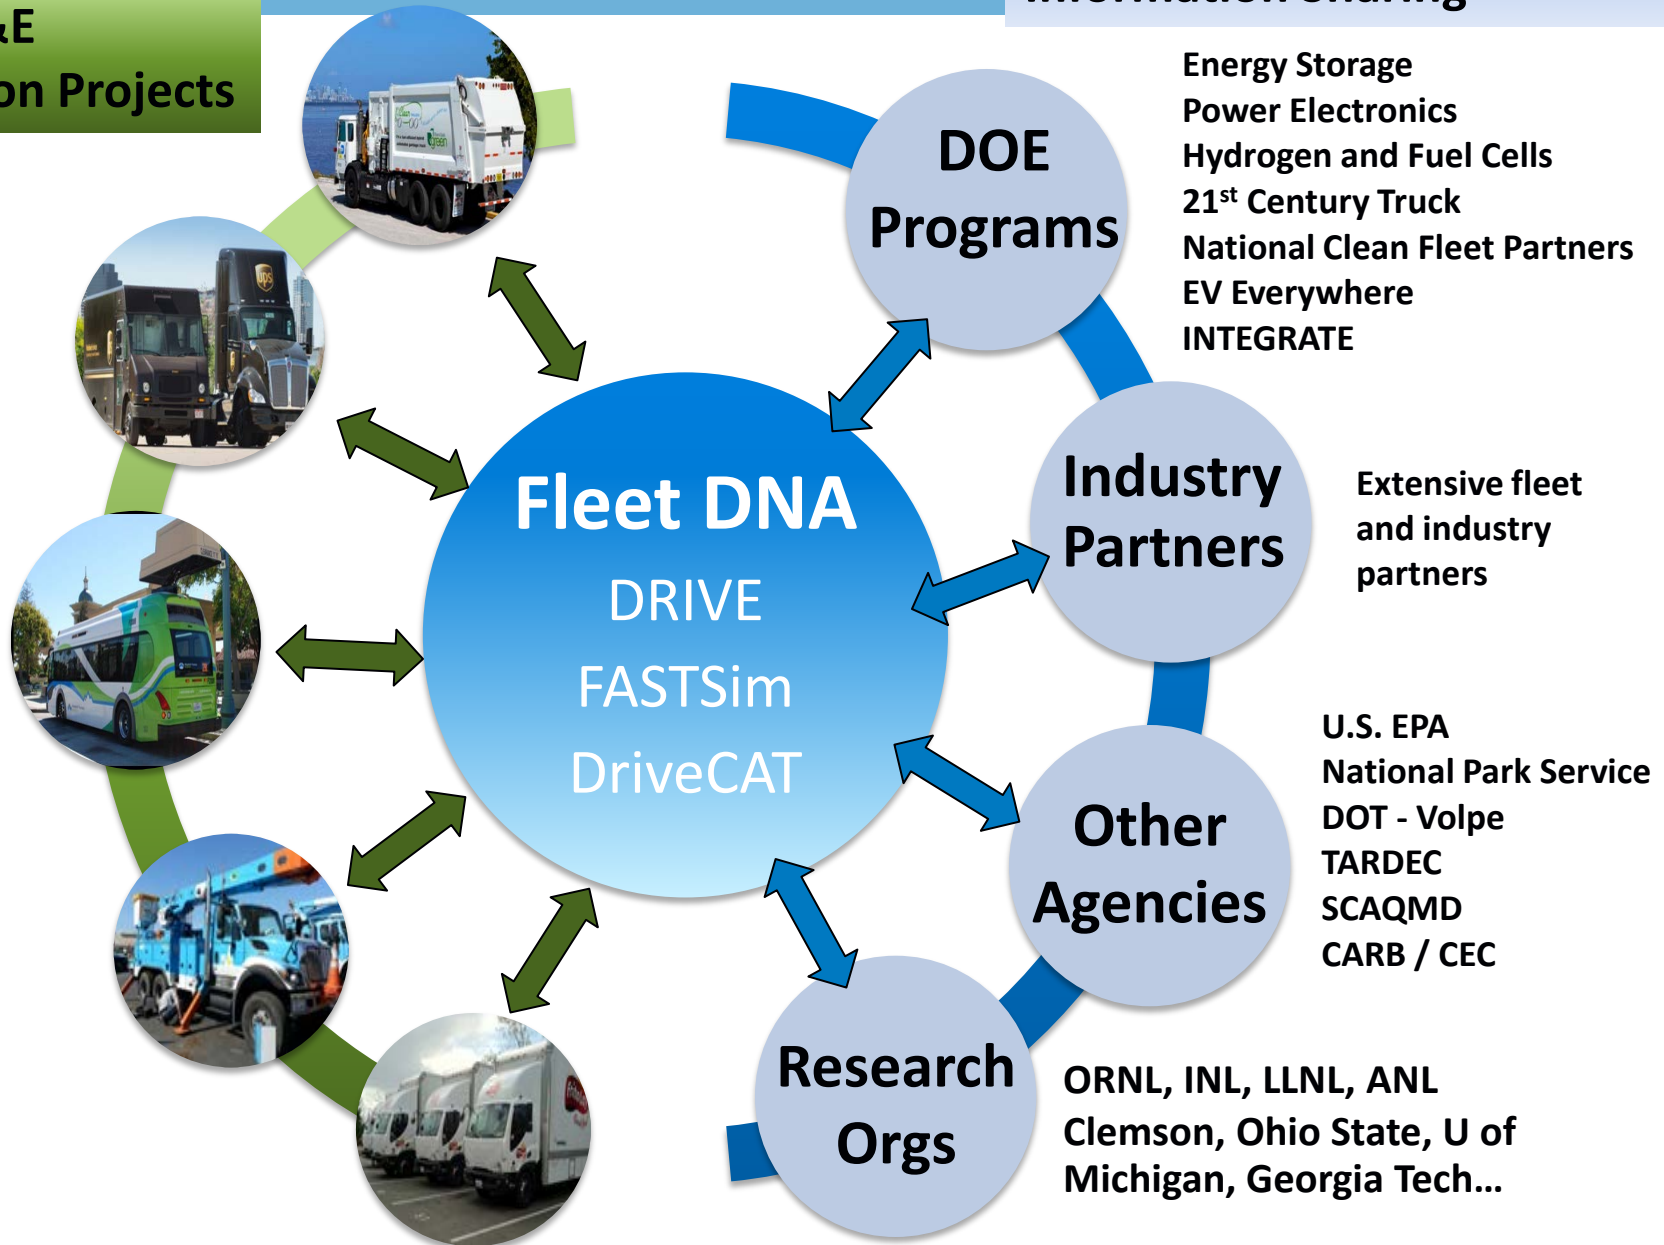 &E
on Projects
Energy Storage
Power Electronics
Hydrogen and Fuel Cells
21st Century Truck
National Clean Fleet Partners
EV Everywhere
INTEGRATE
DOE
Programs
ups
green
Fleet DNA
DRIVE
FASTSim
DriveCAT
Industry
Partners
Extensive fleet
and industry
partners
Other
Agencies
U.S. EPA
National Park Service
DOT - Volpe
TARDEC
SCAQMD
CARB / CEC
Research
Orgs
ORNL, INL, LLNL, ANL
Clemson, Ohio State, U of
Michigan, Georgia Tech…